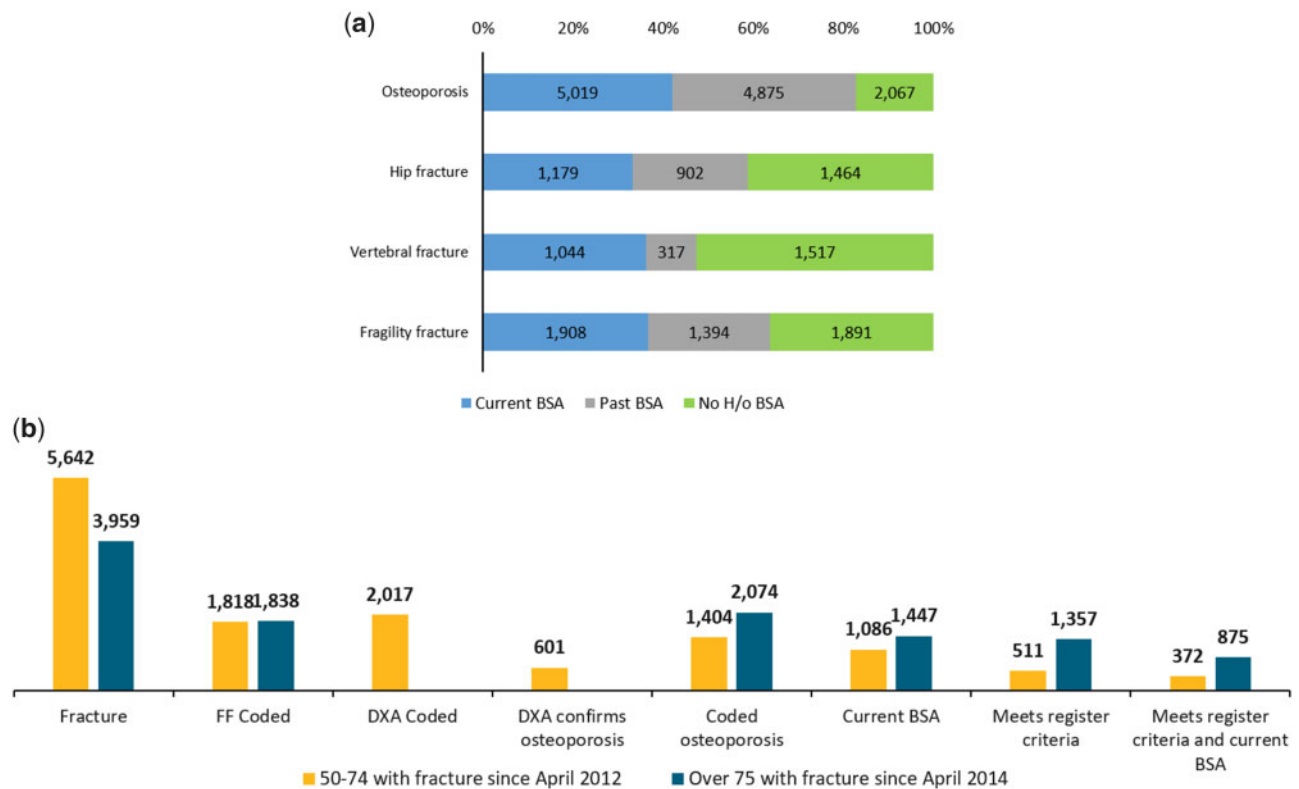 (a)
0% 20% 40% 60% 80% 100%
Osteoporosis 5,019 4,875 2,067
Hip fracture 1,179 902 1,464
Vertebral fracture 1,044 317 1,517
Fragility fracture 1,908 1,394 1,891
Current BSA Past BSA No H/o BSA
(b)
5,642
3,959
1,818 1,838
2,017
601
1,404
2,074
1,086
1,447
511
1,357
372
875
Fracture
FF Coded
DXA Coded
DXA confirms
osteoporosis
Coded
osteoporosis
Current BSA
Meets register
criteria
Meets register
criteria and current
BSA
50-74 with fracture since April 2012 Over 75 with fracture since April 2014